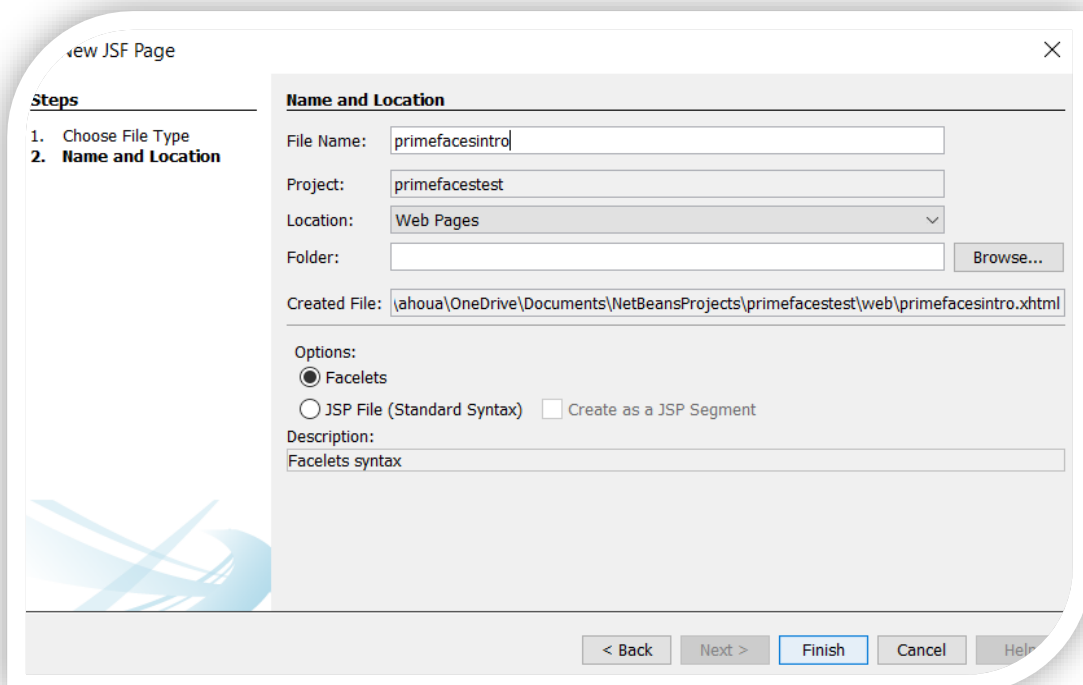 New JSF Page
Steps
1. Choose File Type
2. Name and Location
Name and Location
File Name: primefacesintro
Project: primefacestest
Location: Web Pages
Folder: Browse...
Created File: \ahoua\OneDrive\Documents\NetBeansProjects\primefacestest\web\primefacesintro.xhtml
Options:
Facelets
JSP File (Standard Syntax) Create as a JSP Segment
Description:
Facelets syntax
< Back Next > Finish Cancel Help